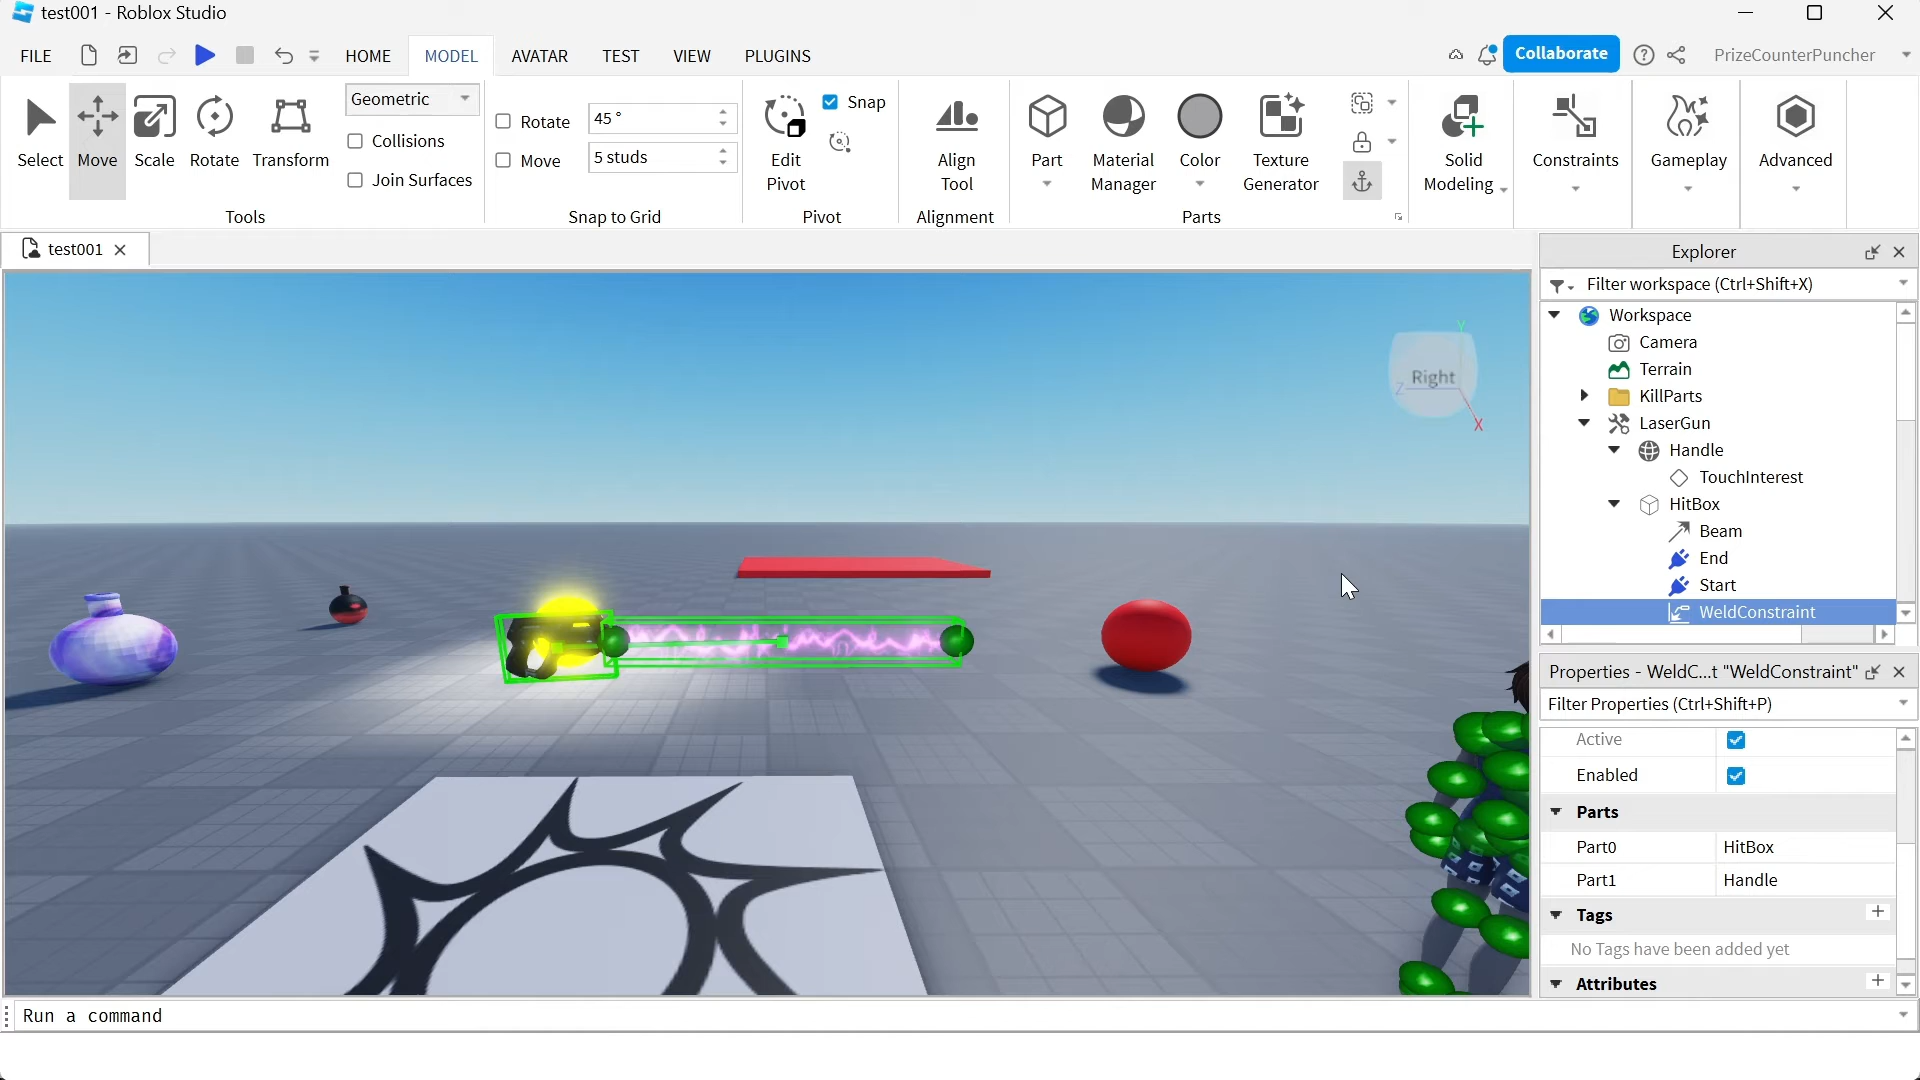 test001 - Roblox Studio
FILE HOME MODEL AVATAR TEST VIEW PLUGINS Collaborate PrizeCounterPuncher
Select Move Scale Rotate Transform
Geometric
Collisions
Join Surfaces
Tools
Rotate 45 °
Move 5 studs
Snap to Grid
Edit Pivot
Snap
Pivot
Align Tool
Alignment
Part
Material Manager
Color
Texture Generator
Parts
Solid Modeling
Constraints
Gameplay
Advanced
test001
Right
Y
Z
X
Explorer
Filter workspace (Ctrl+Shift+X)
Workspace
Camera
Terrain
KillParts
LaserGun
Handle
TouchInterest
HitBox
Beam
End
Start
WeldConstraint
Properties - WeldC...t "WeldConstraint"
Filter Properties (Ctrl+Shift+P)
Active
Enabled
Parts
Part0 HitBox
Part1 Handle
Tags
No Tags have been added yet
Attributes
Run a command